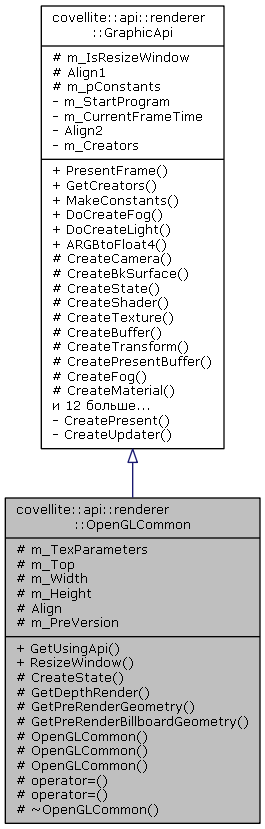 covellite::api::renderer
::GraphicApi
# m_IsResizeWindow
# Align1
# m_pConstants
- m_StartProgram
- m_CurrentFrameTime
- Align2
- m_Creators
+ PresentFrame()
+ GetCreators()
+ MakeConstants()
+ DoCreateFog()
+ DoCreateLight()
+ ARGBtoFloat4()
# CreateCamera()
# CreateBkSurface()
# CreateState()
# CreateShader()
# CreateTexture()
# CreateBuffer()
# CreateTransform()
# CreatePresentBuffer()
# CreateFog()
# CreateMaterial()
и 12 больше...
- CreatePresent()
- CreateUpdater()
covellite::api::renderer
::OpenGLCommon
# m_TexParameters
# m_Top
# m_Width
# m_Height
# Align
# m_PreVersion
+ GetUsingApi()
+ ResizeWindow()
# CreateState()
# GetDepthRender()
# GetPreRenderGeometry()
# GetPreRenderBillboardGeometry()
# OpenGLCommon()
# OpenGLCommon()
# OpenGLCommon()
# operator=()
# operator=()
# ~OpenGLCommon()